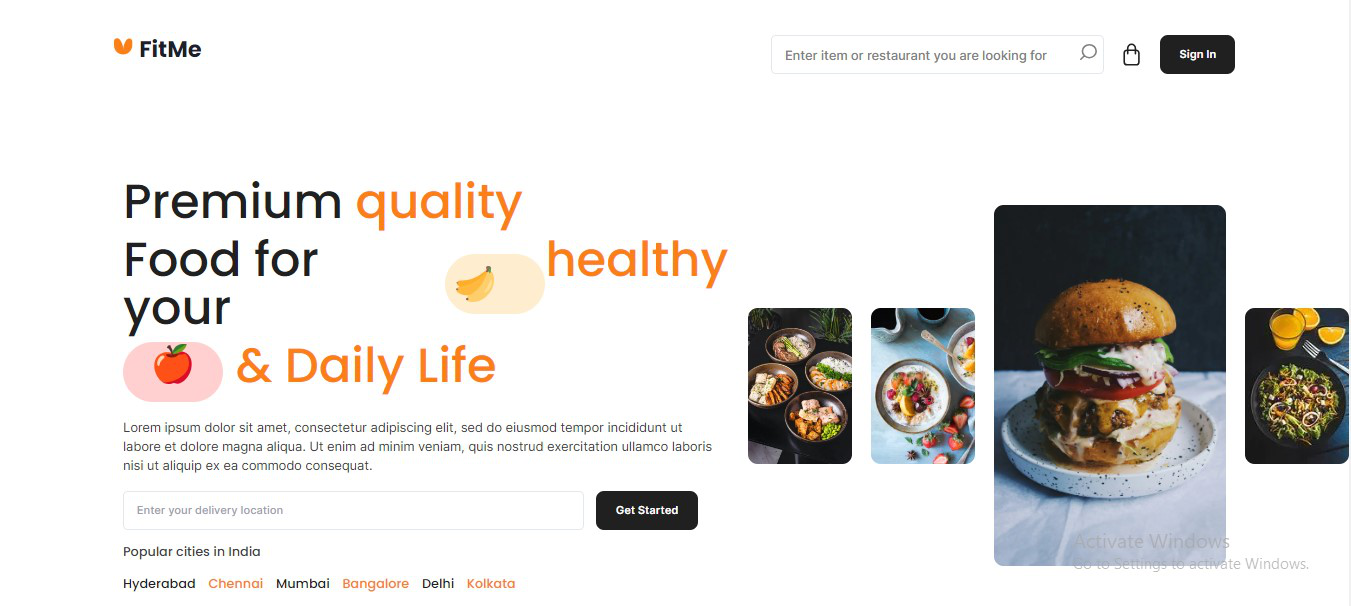 FitMe
Enter item or restaurant you are looking for
Sign In
Premium quality
Food for your healthy
& Daily Life
Lorem ipsum dolor sit amet, consectetur adipiscing elit, sed do eiusmod tempor incididunt ut
labore et dolore magna aliqua. Ut enim ad minim veniam, quis nostrud exercitation ullamco laboris
nisi ut aliquip ex ea commodo consequat.
Enter your delivery location
Get Started
Popular cities in India
Hyderabad Chennai Mumbai Bangalore Delhi Kolkata
Activate Windows
Go to Settings to activate Windows.